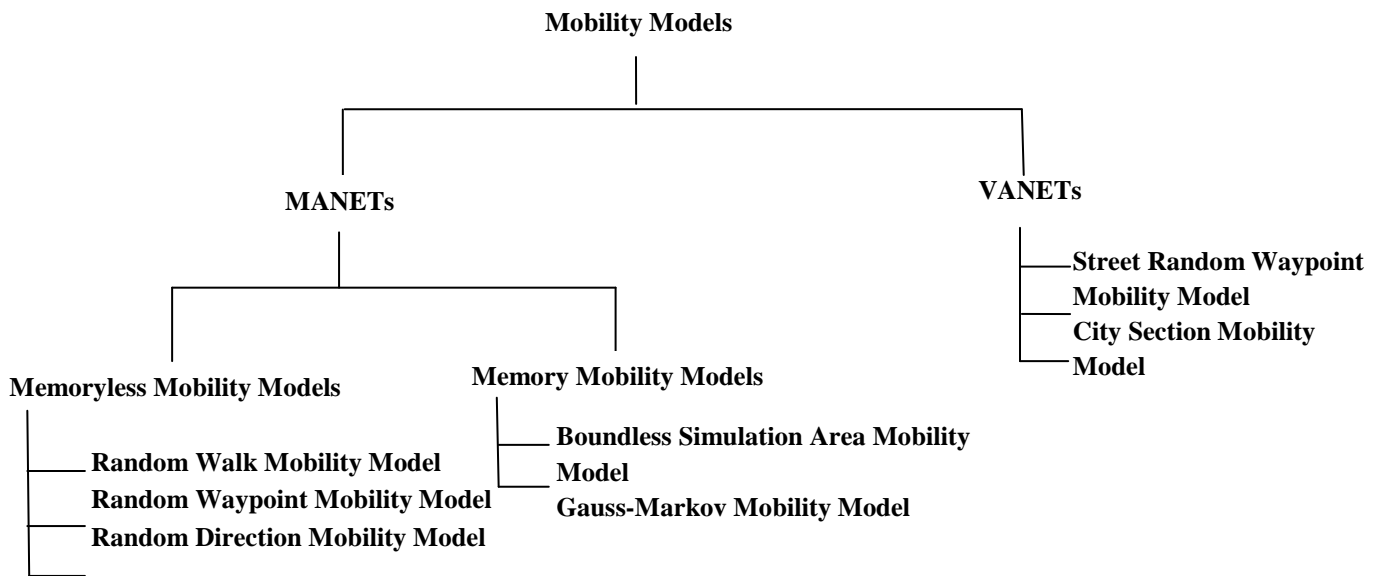 Mobility Models
MANETs
VANETs
Street Random Waypoint
Mobility Model
City Section Mobility
Model
Memoryless Mobility Models
Memory Mobility Models
Random Walk Mobility Model
Random Waypoint Mobility Model
Random Direction Mobility Model
Boundless Simulation Area Mobility
Model
Gauss-Markov Mobility Model